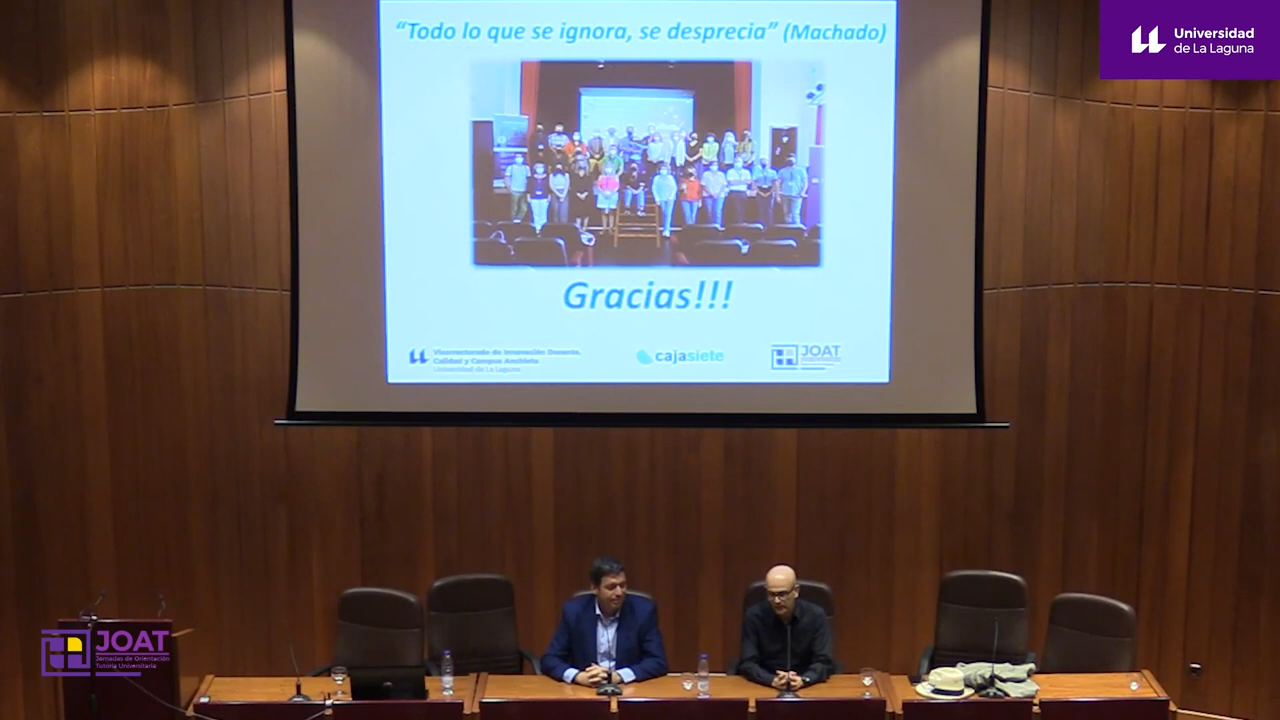 “Todo lo que se ignora, se desprecia” (Machado)
Universidad
de La Laguna
Gracias!!!
Vicerrectorado de Innovación Docente,
Calidad y Campus Anchieta
Universidad de La Laguna
cajasiete
JOAT
JOAT
Jornadas de Orientación
Tutoría Universitaria